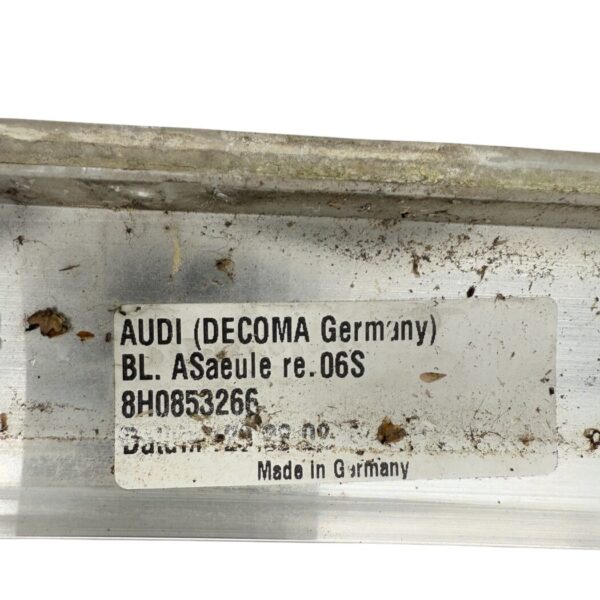 AUDI (DECOMA Germany)
BL. ASaeule re.06S
8H0853266
Made in Germany